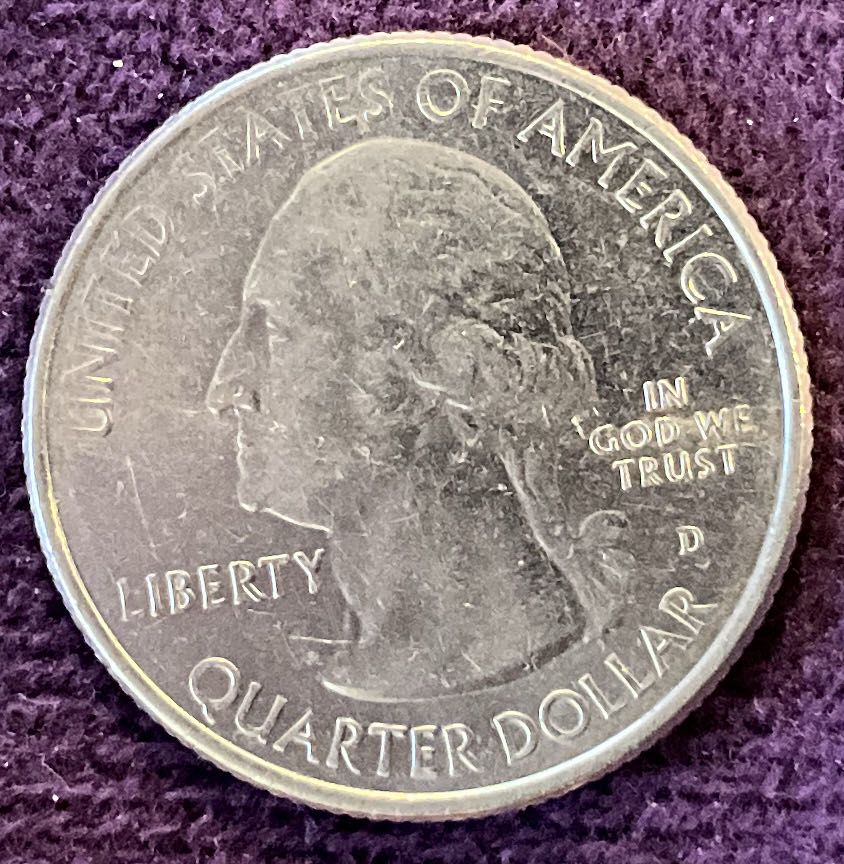 UNITED STATES OF AMERICA
IN
GOD WE
TRUST
D
LIBERTY
QUARTER DOLLAR